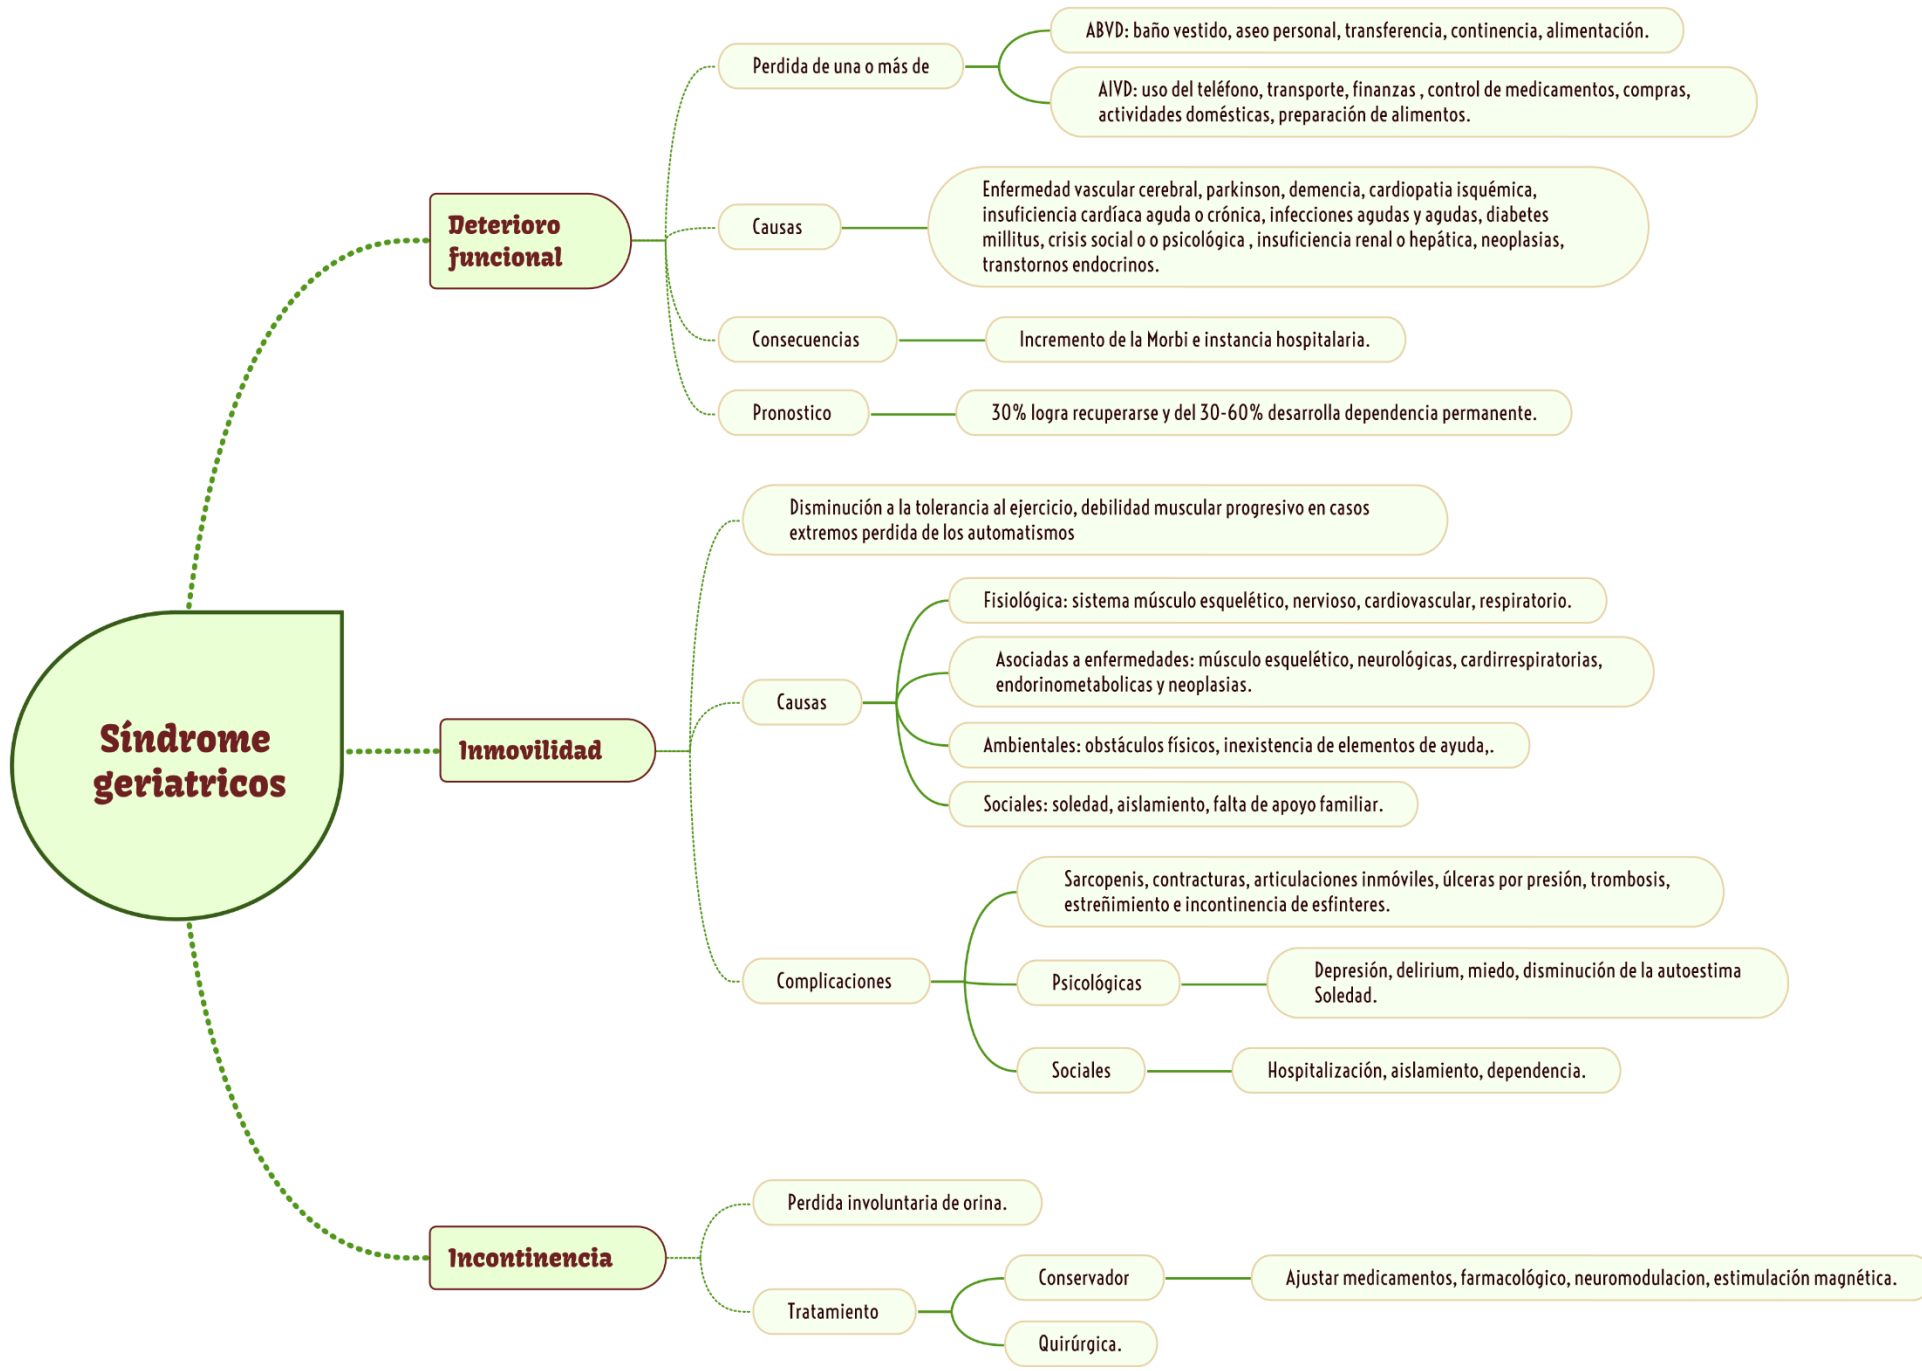 Síndrome
geriatricos
Deterioro
funcional
Perdida de una o más de
ABVD: baño vestido, aseo personal, transferencia, continencia, alimentación.
AIVD: uso del teléfono, transporte, finanzas , control de medicamentos, compras,
actividades domésticas, preparación de alimentos.
Causas
Enfermedad vascular cerebral, parkinson, demencia, cardiopatia isquémica,
insuficiencia cardíaca aguda o crónica, infecciones agudas y agudas, diabetes
millitus, crisis social o o psicológica , insuficiencia renal o hepática, neoplasias,
transtornos endocrinos.
Consecuencias
Incremento de la Morbi e instancia hospitalaria.
Pronostico
30% logra recuperarse y del 30-60% desarrolla dependencia permanente.
Inmovilidad
Disminución a la tolerancia al ejercicio, debilidad muscular progresivo en casos
extremos perdida de los automatismos
Causas
Fisiológica: sistema músculo esquelético, nervioso, cardiovascular, respiratorio.
Asociadas a enfermedades: músculo esquelético, neurológicas, cardirrespiratorias,
endorinometabolicas y neoplasias.
Ambientales: obstáculos físicos, inexistencia de elementos de ayuda,.
Sociales: soledad, aislamiento, falta de apoyo familiar.
Complicaciones
Sarcopenis, contracturas, articulaciones inmóviles, úlceras por presión, trombosis,
estreñimiento e incontinencia de esfinteres.
Psicológicas
Depresión, delirium, miedo, disminución de la autoestima
Soledad.
Sociales
Hospitalización, aislamiento, dependencia.
Incontinencia
Perdida involuntaria de orina.
Tratamiento
Conservador
Ajustar medicamentos, farmacológico, neuromodulacion, estimulación magnética.
Quirúrgica.